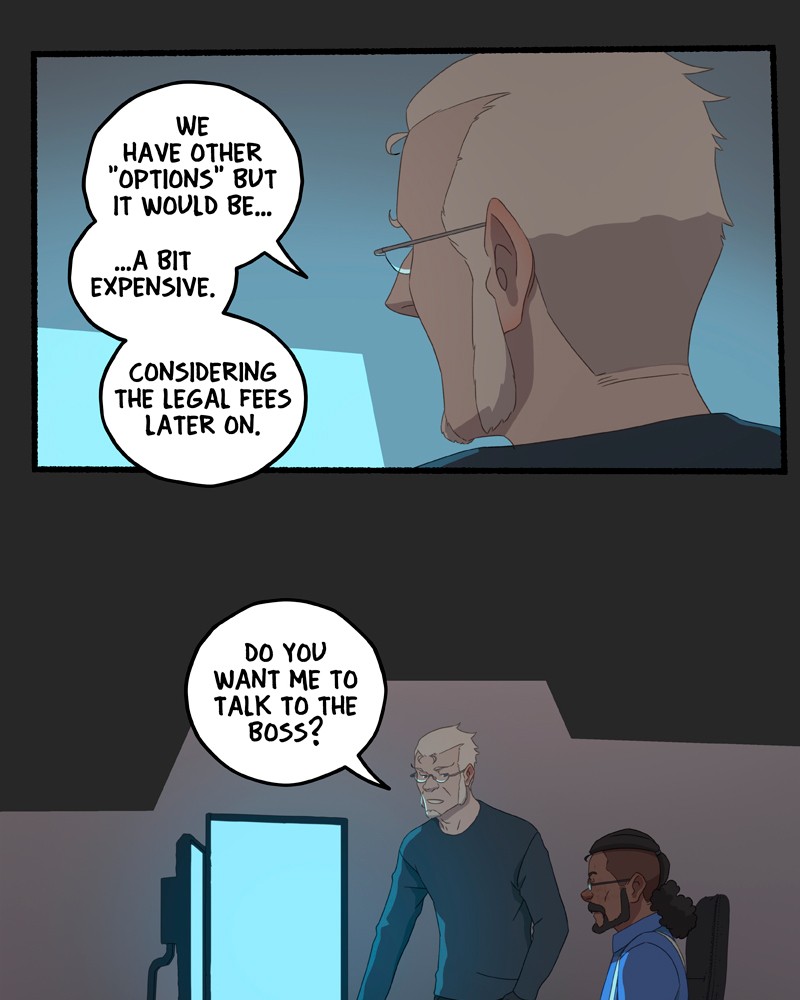 WE
HAVE OTHER
"OPTIONS" BUT
IT WOULD BE...
...A BIT
EXPENSIVE.
CONSIDERING
THE LEGAL FEES
LATER ON.
DO YOU
WANT ME TO
TALK TO THE
BOSS?